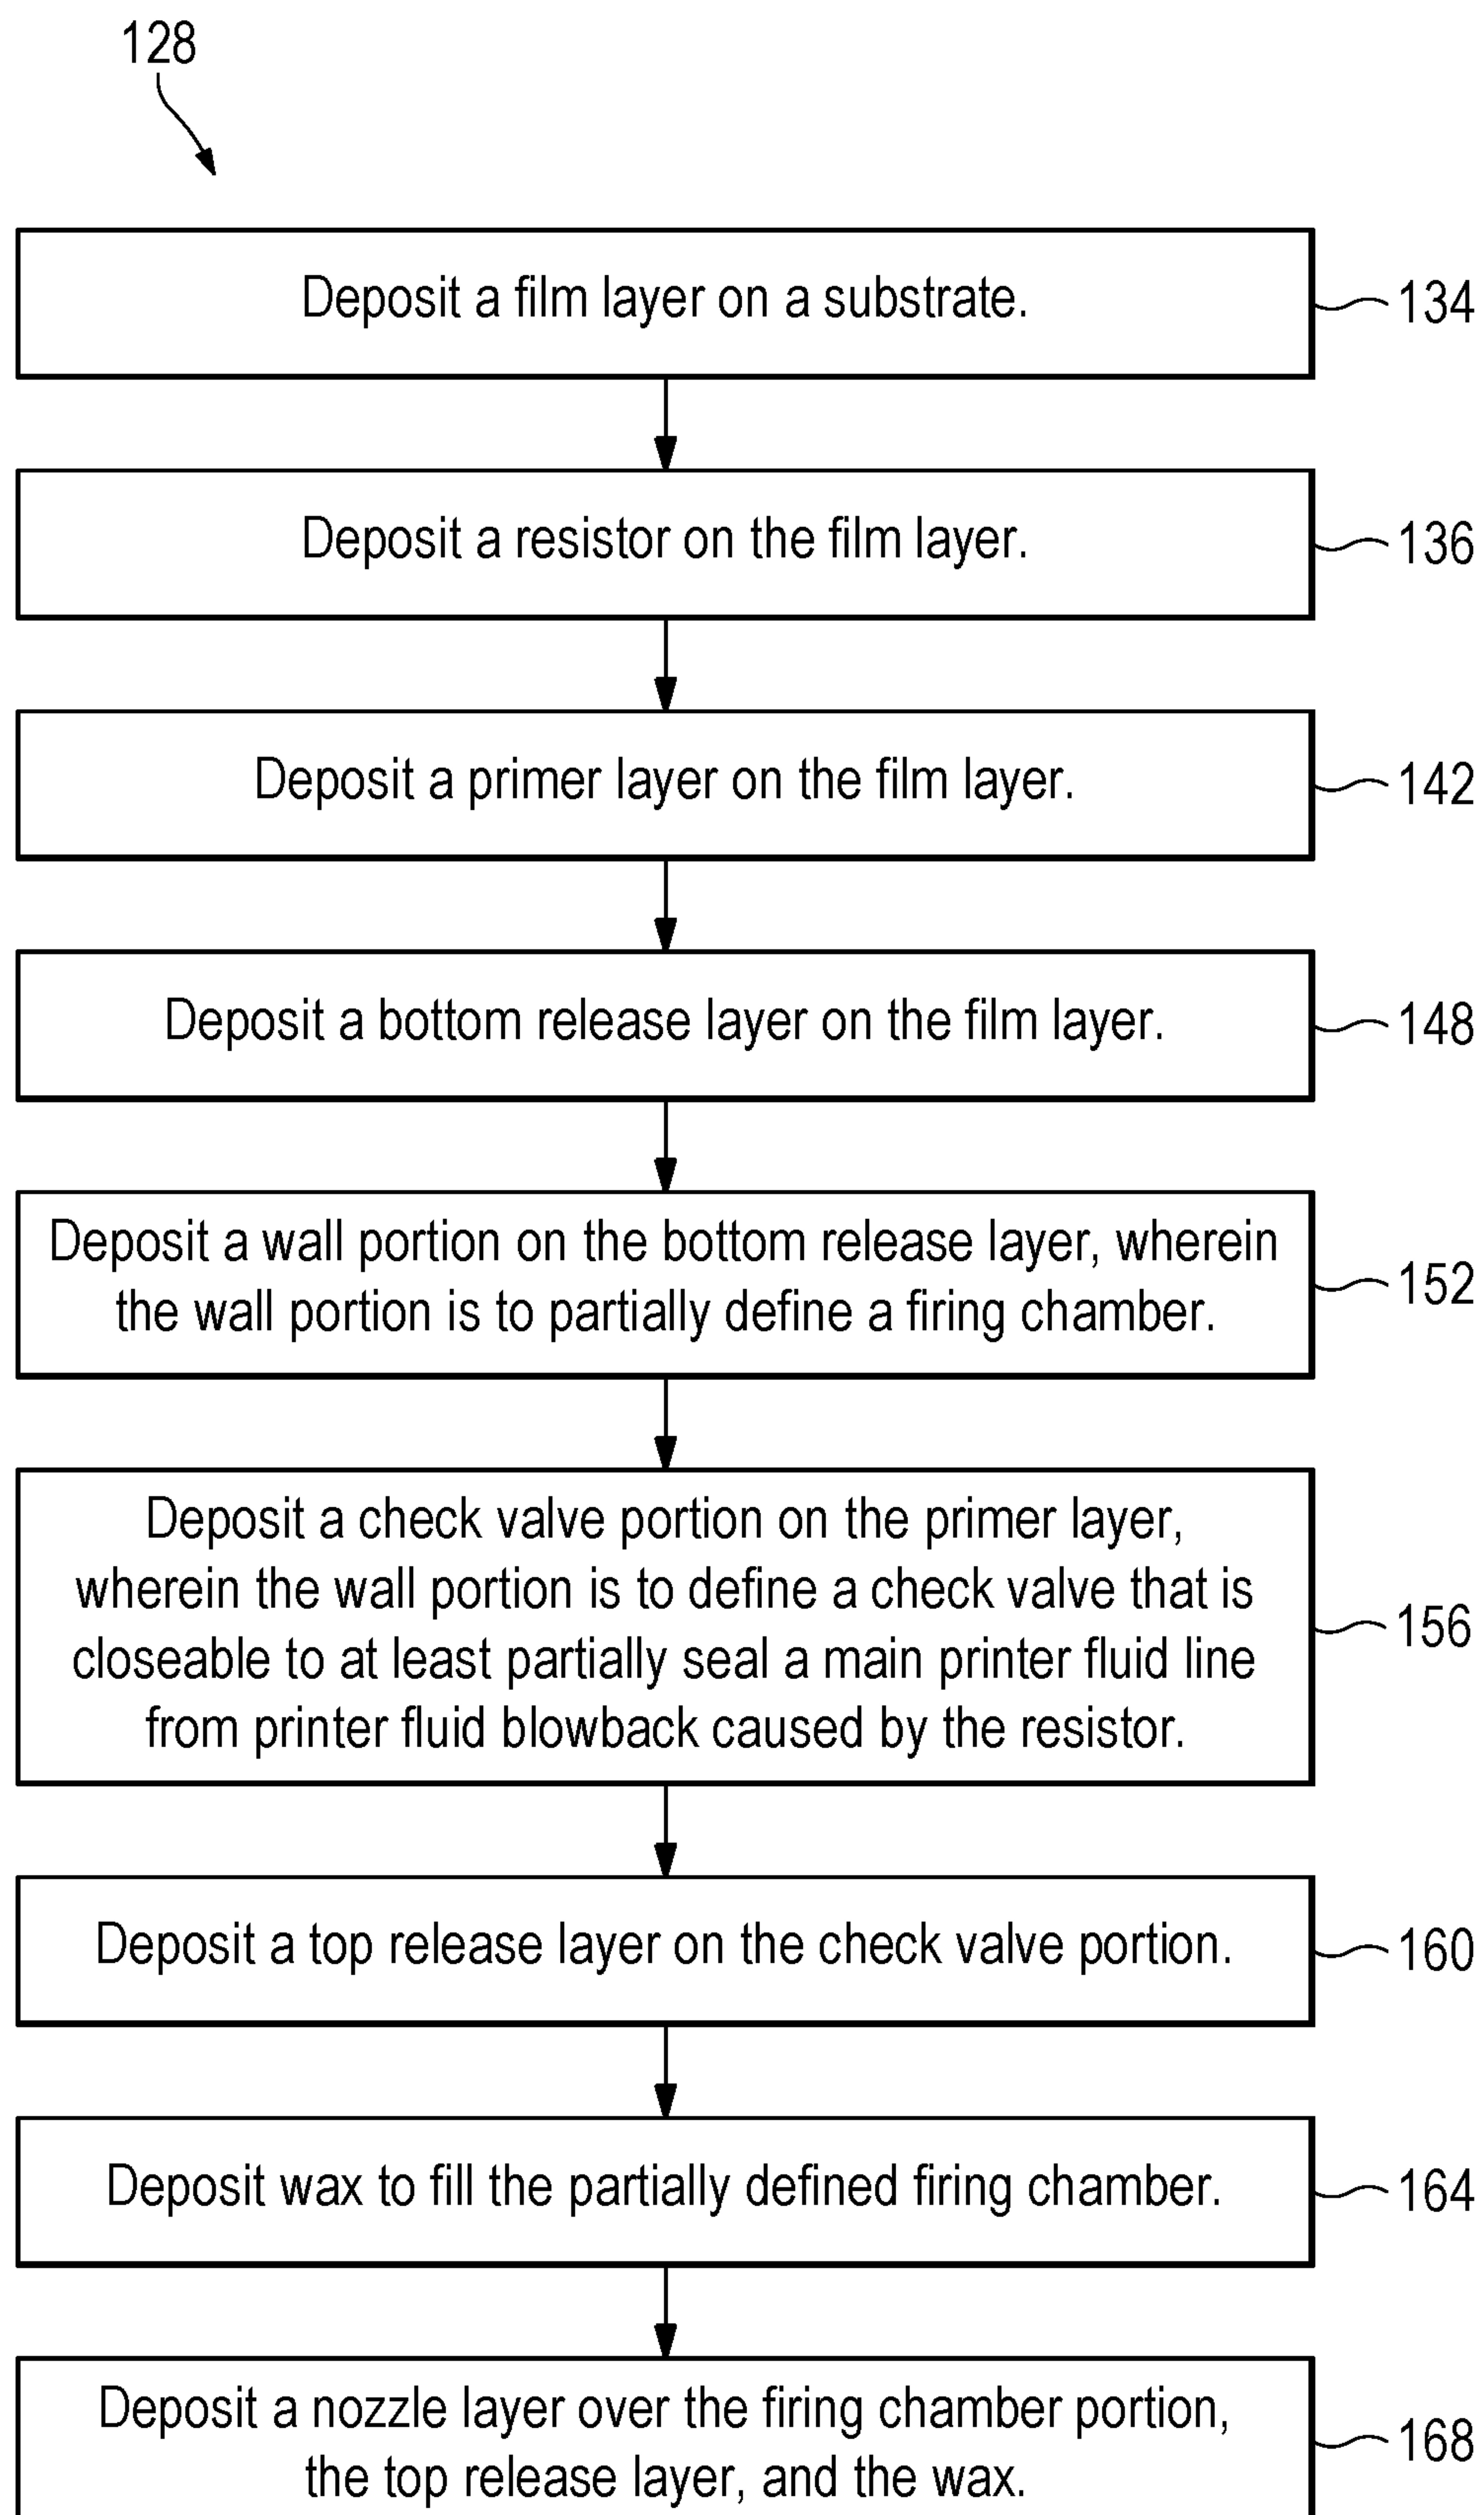 128
Deposit a film layer on a substrate.
134
Deposit a resistor on the film layer.
136
Deposit a primer layer on the film layer.
142
Deposit a bottom release layer on the film layer.
148
Deposit a wall portion on the bottom release layer, wherein
the wall portion is to partially define a firing chamber.
152
Deposit a check valve portion on the primer layer,
wherein the wall portion is to define a check valve that is
closeable to at least partially seal a main printer fluid line
from printer fluid blowback caused by the resistor.
156
Deposit a top release layer on the check valve portion.
160
Deposit wax to fill the partially defined firing chamber.
164
Deposit a nozzle layer over the firing chamber portion,
the top release layer, and the wax.
168